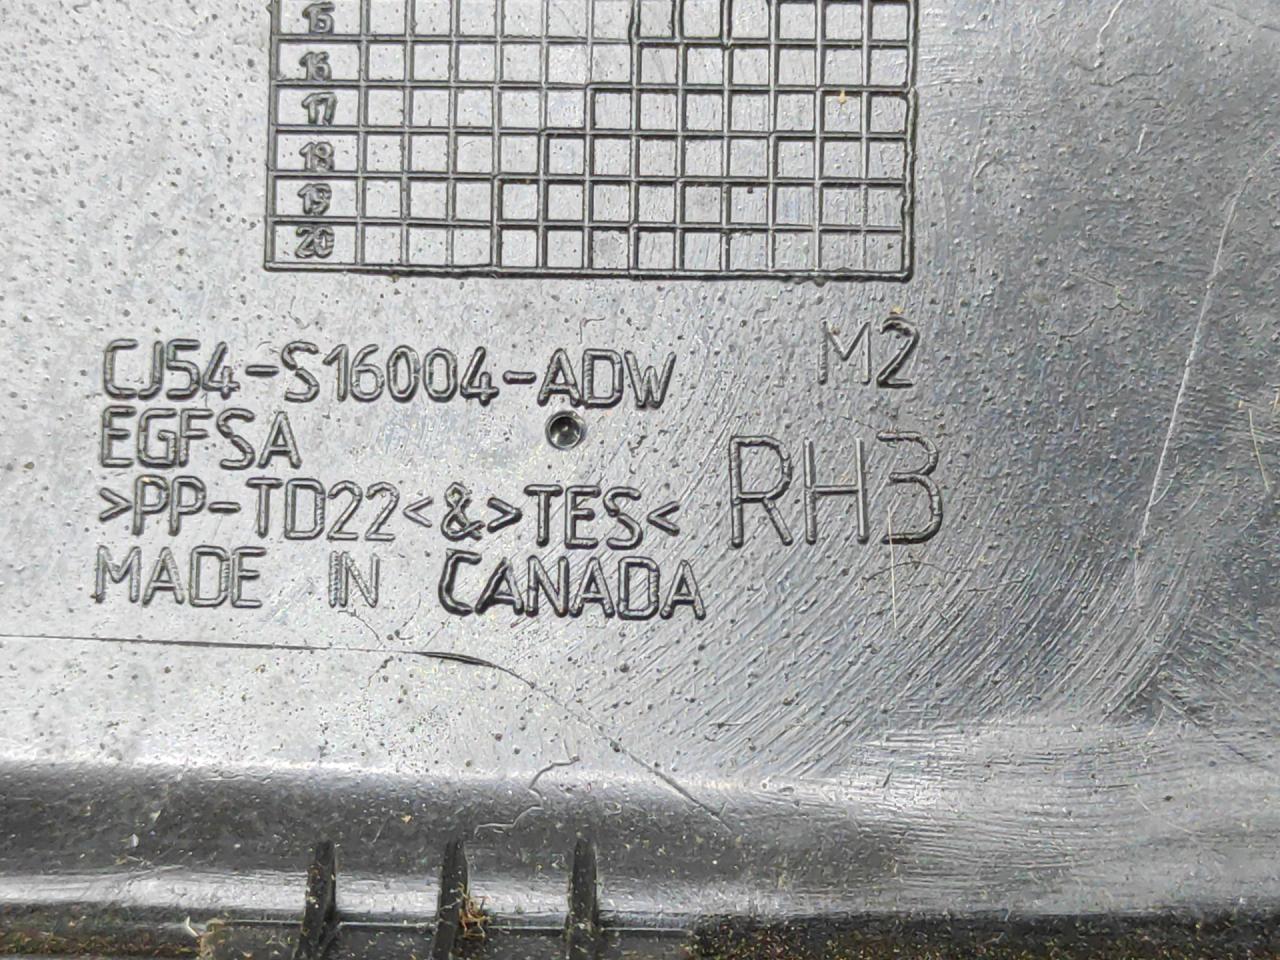 15
16
17
18
19
20
CJ54-S16004-ADW
M2
EGFSA
>PP-TD22<&>TES<
RH3
MADE IN CANADA